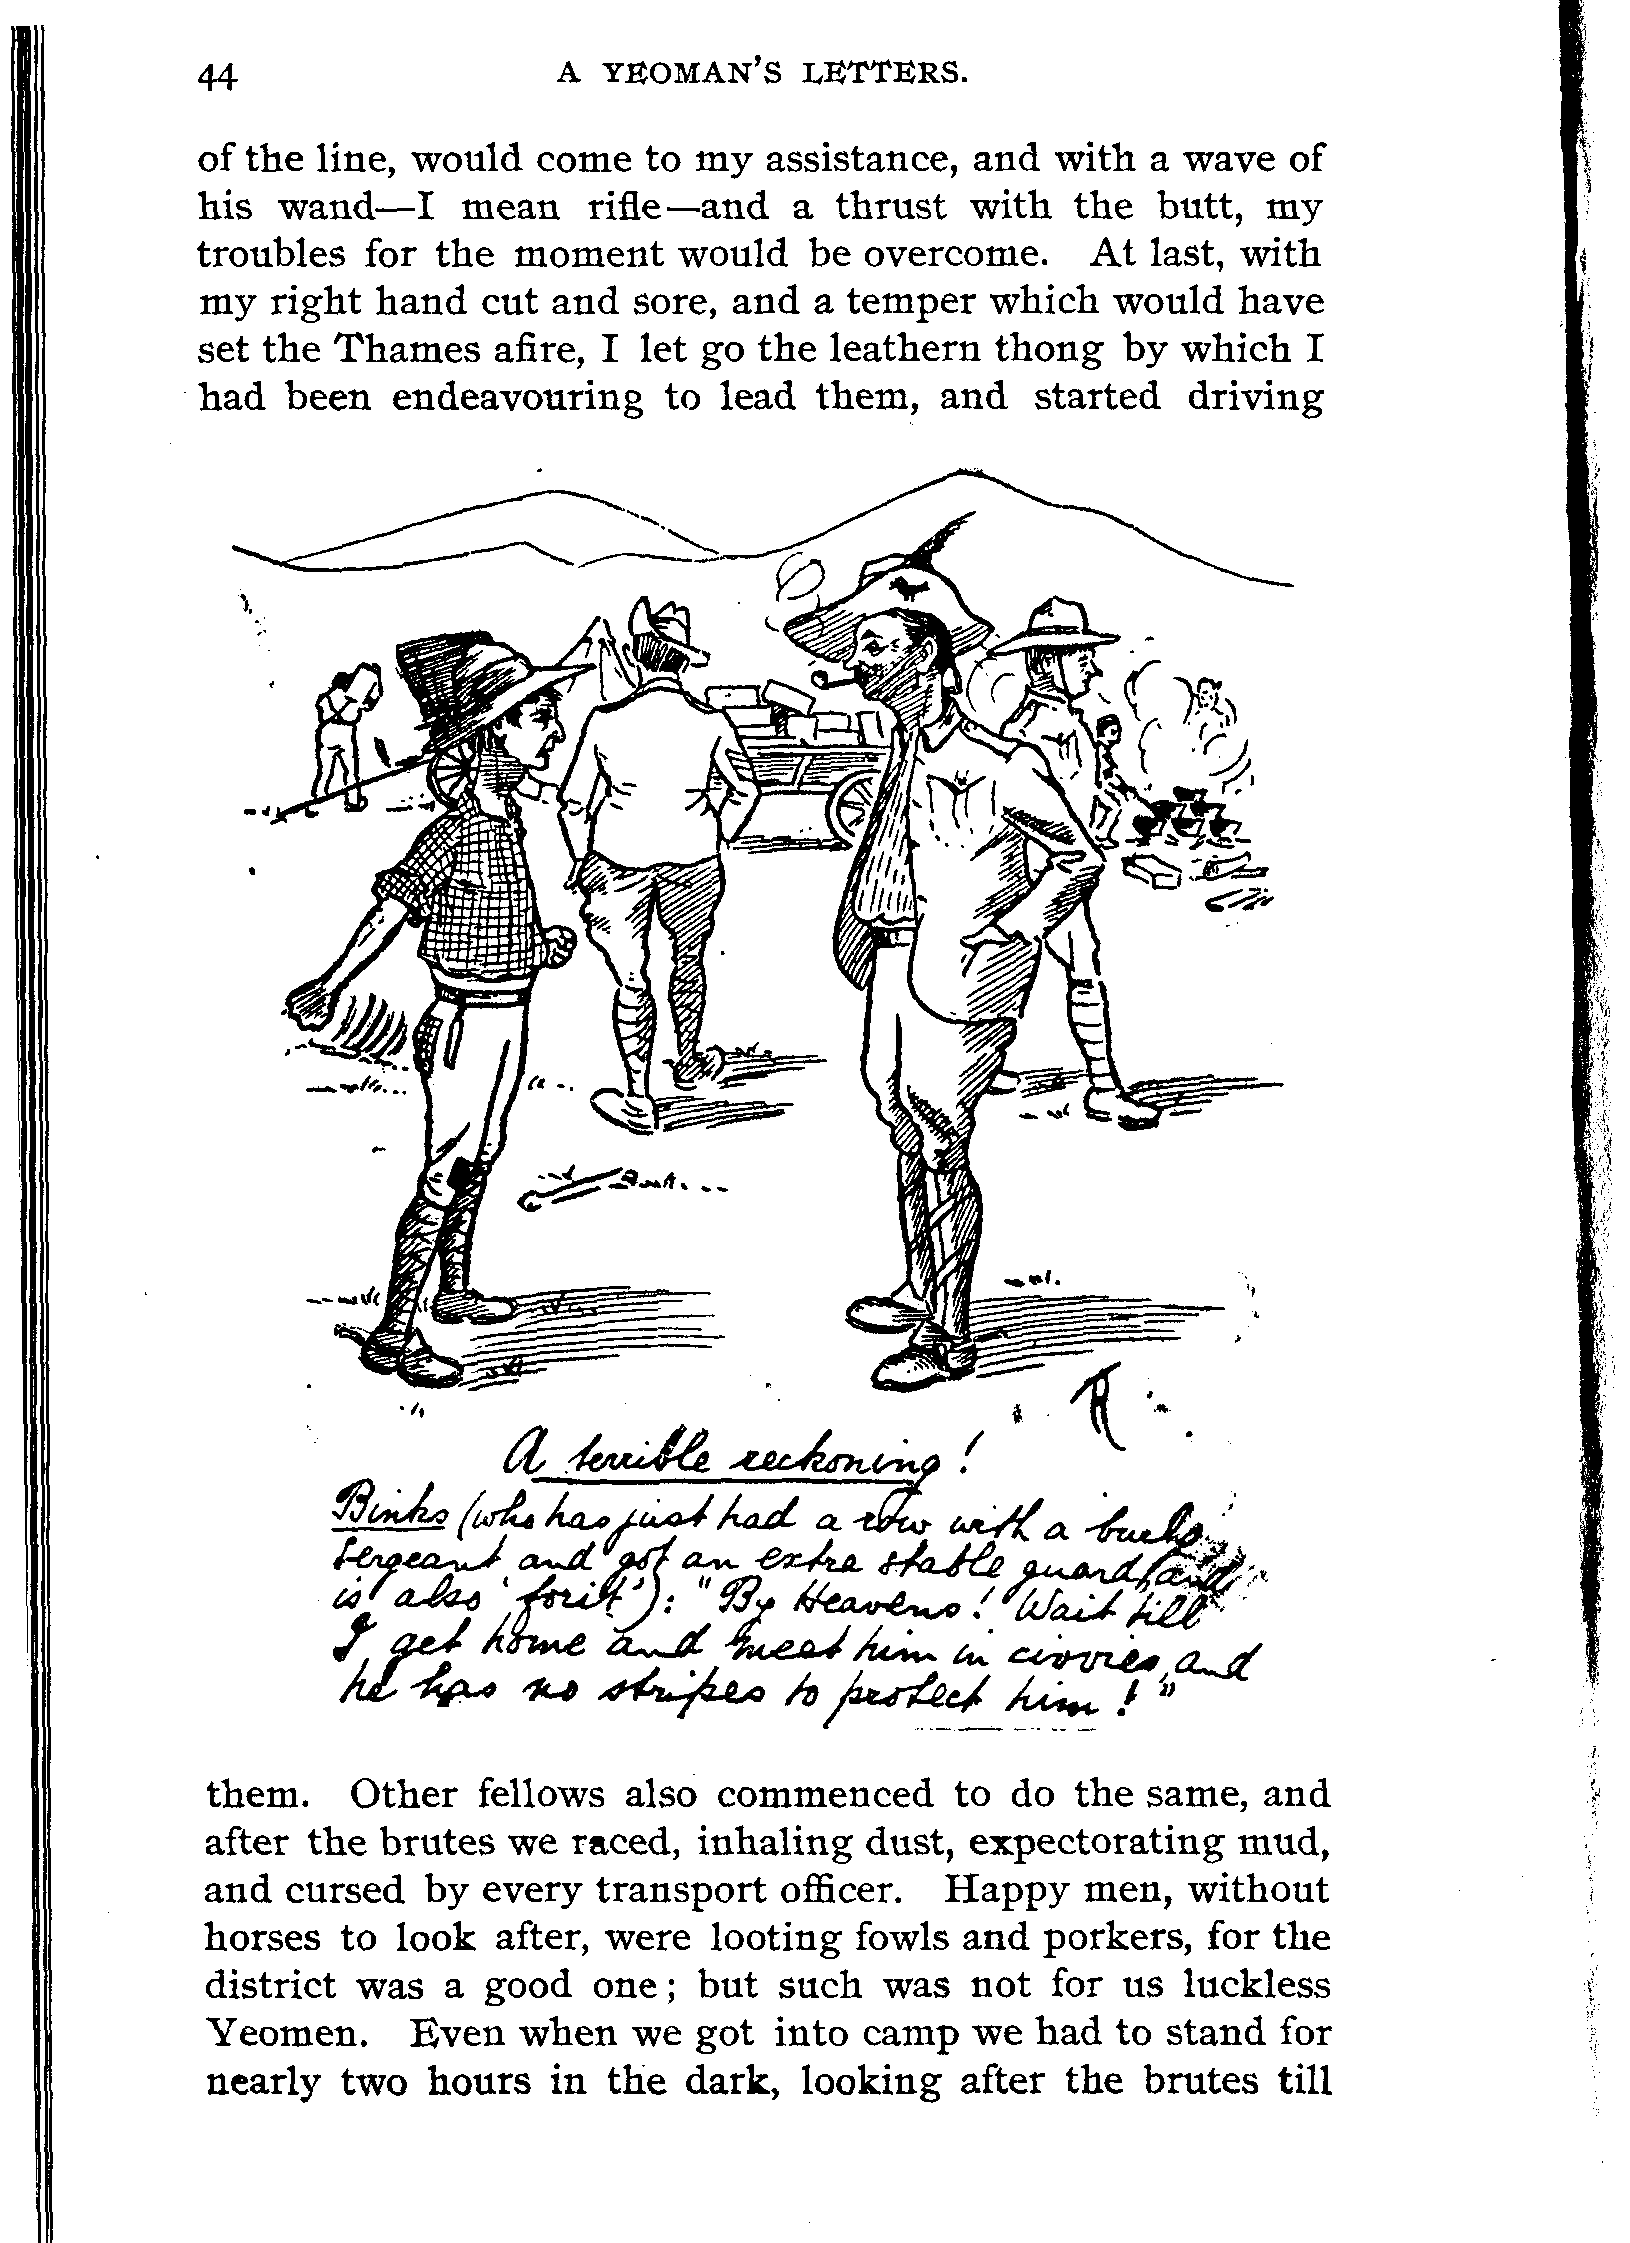 44
A YEOMAN'S LETTERS.
of the line, would come to my assistance, and with a wave of
his wand—I mean rifle—and a thrust with the butt, my
troubles for the moment would be overcome. At last, with
my right hand cut and sore, and a temper which would have
set the Thames afire, I let go the leathern thong by which I
had been endeavouring to lead them, and started driving
A terrible reckoning!
Binks (who has just had a row with a
Sergeant and got an extra stable guard,
is also 'forit'): "By Heavens! Wait till
I get home and meet him in civvies, and
he has no stripes to protect him!"
them. Other fellows also commenced to do the same, and
after the brutes we raced, inhaling dust, expectorating mud,
and cursed by every transport officer. Happy men, without
horses to look after, were looting fowls and porkers, for the
district was a good one; but such was not for us luckless
Yeomen. Even when we got into camp we had to stand for
nearly two hours in the dark, looking after the brutes till